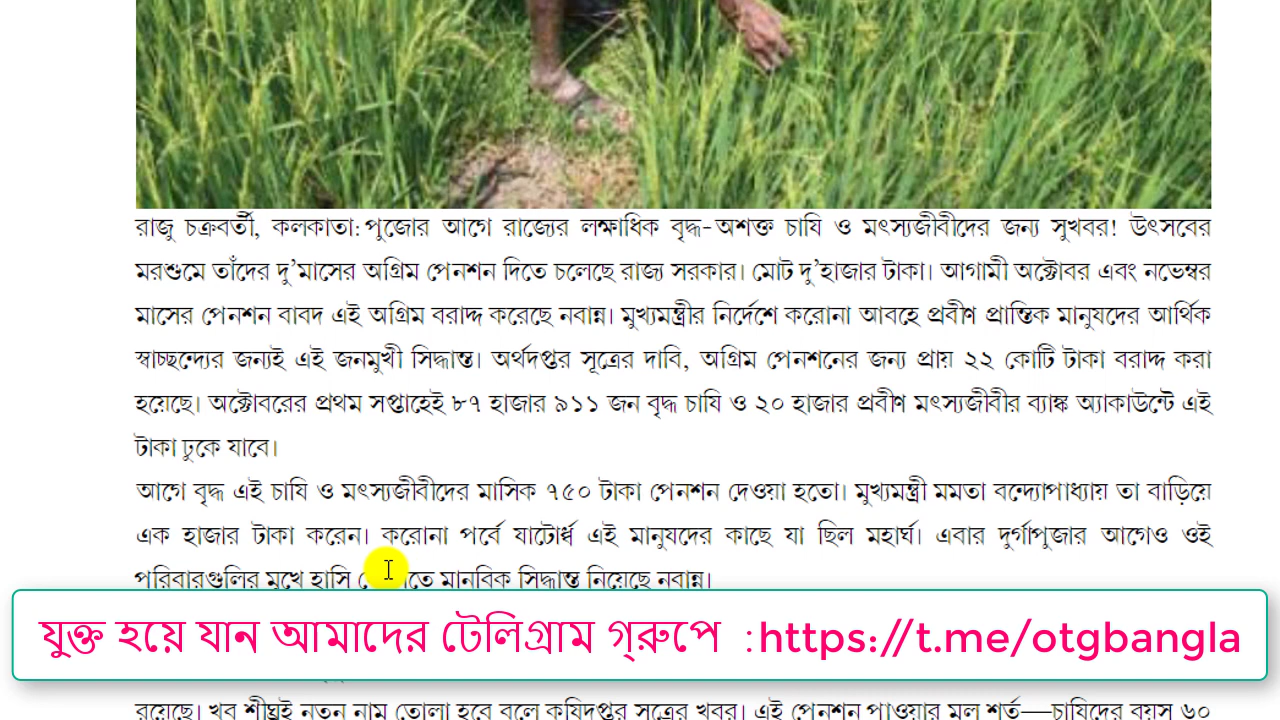 রাজু চক্রবর্তী, কলকাতা: পুজোর আগে রাজ্যের লক্ষাধিক বৃদ্ধ-অশক্ত চাষি ও মৎস্যজীবীদের জন্য সুখবর! উৎসবের
মরশুমে তাঁদের দু’মাসের অগ্রিম পেনশন দিতে চলেছে রাজ্য সরকার। মোট দু’হাজার টাকা। আগামী অক্টোবর এবং নভেম্বর
মাসের পেনশন বাবদ এই অগ্রিম বরাদ্দ করেছে নবান্ন। মুখ্যমন্ত্রীর নির্দেশে করোনা আবহে প্রবীণ প্রান্তিক মানুষদের আর্থিক
স্বাচ্ছন্দ্যের জন্যই এই জনমুখী সিদ্ধান্ত। অর্থদপ্তর সূত্রের দাবি, অগ্রিম পেনশনের জন্য প্রায় ২২ কোটি টাকা বরাদ্দ করা
হয়েছে। অক্টোবরের প্রথম সপ্তাহেই ৮৭ হাজার ৯১১ জন বৃদ্ধ চাষি ও ২০ হাজার প্রবীণ মৎস্যজীবীর ব্যাঙ্ক অ্যাকাউন্টে এই
টাকা ঢুকে যাবে।
আগে বৃদ্ধ এই চাষি ও মৎস্যজীবীদের মাসিক ৭৫০ টাকা পেনশন দেওয়া হতো। মুখ্যমন্ত্রী মমতা বন্দ্যোপাধ্যায় তা বাড়িয়ে
এক হাজার টাকা করেন। করোনা পর্বে ষাটোর্ধ্ব এই মানুষদের কাছে যা ছিল মহার্ঘ। এবার দুর্গাপুজার আগেও ওই
পরিবারগুলির মুখে হাসি মানবিক সিদ্ধান্ত নিয়েছে নবান্ন।
যুক্ত হয়ে যান আমাদের টেলিগ্রাম গ্রুপে : https://t.me/otgbangla
রয়েছে। খুব শীঘ্রই নতুন নাম তোলা হবে বলে কৃষিদপ্তর সূত্রের খবর। এই পেনশন পাওয়ার মূল শর্ত—চাষিদের বয়স ৬০